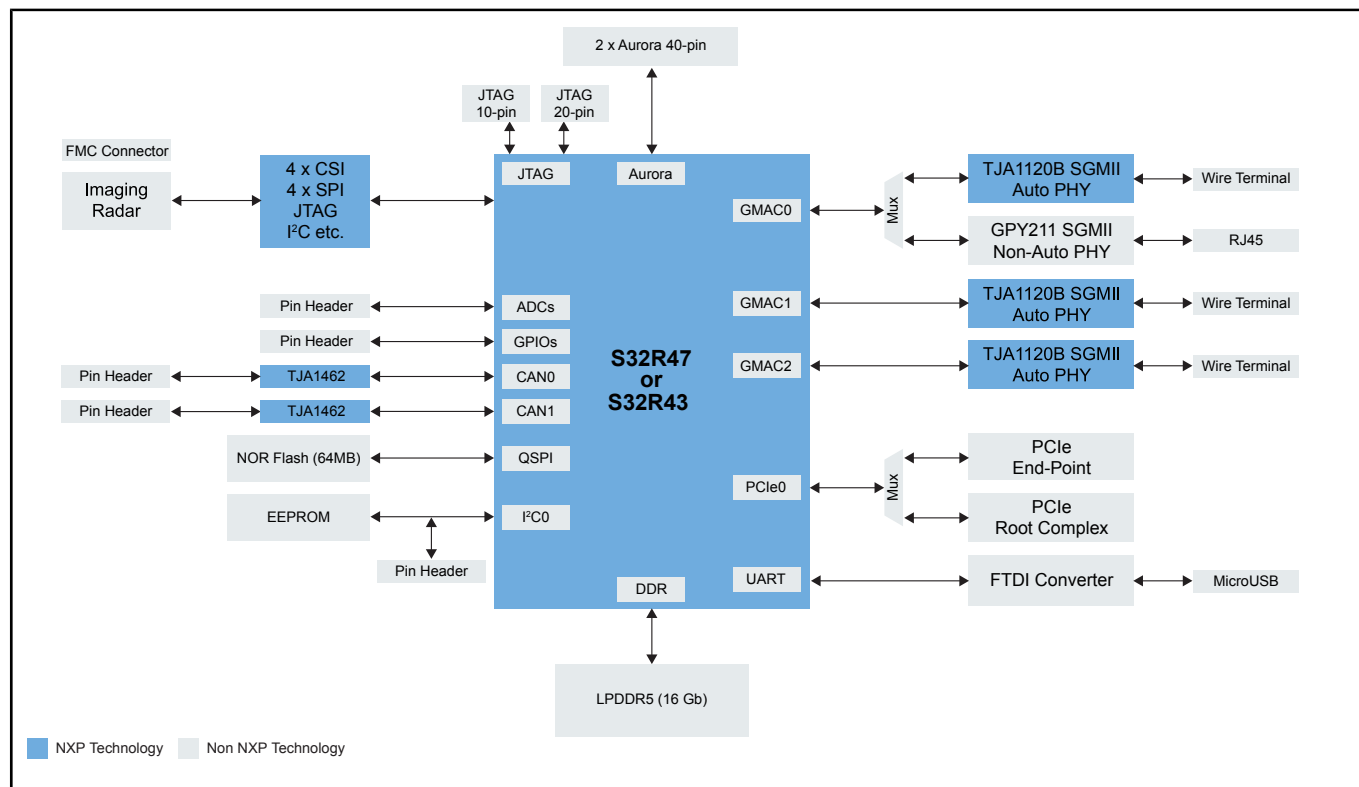 2 x Aurora 40-pin
JTAG
10-pin
JTAG
20-pin
FMC Connector
Imaging
Radar
4 x CSI
4 x SPI
JTAG
I²C etc.
JTAG
Aurora
GMAC0
Mux
TJA1120B SGMII
Auto PHY
Wire Terminal
GPY211 SGMII
Non-Auto PHY
RJ45
Pin Header
ADCs
GMAC1
TJA1120B SGMII
Auto PHY
Wire Terminal
Pin Header
GPIOs
S32R47
or
S32R43
GMAC2
TJA1120B SGMII
Auto PHY
Wire Terminal
Pin Header
TJA1462
CAN0
Pin Header
TJA1462
CAN1
NOR Flash (64MB)
QSPI
PCIe0
Mux
PCIe
End-Point
PCIe
Root Complex
EEPROM
I²C0
Pin Header
DDR
UART
FTDI Converter
MicroUSB
LPDDR5 (16 Gb)
NXP Technology
Non NXP Technology